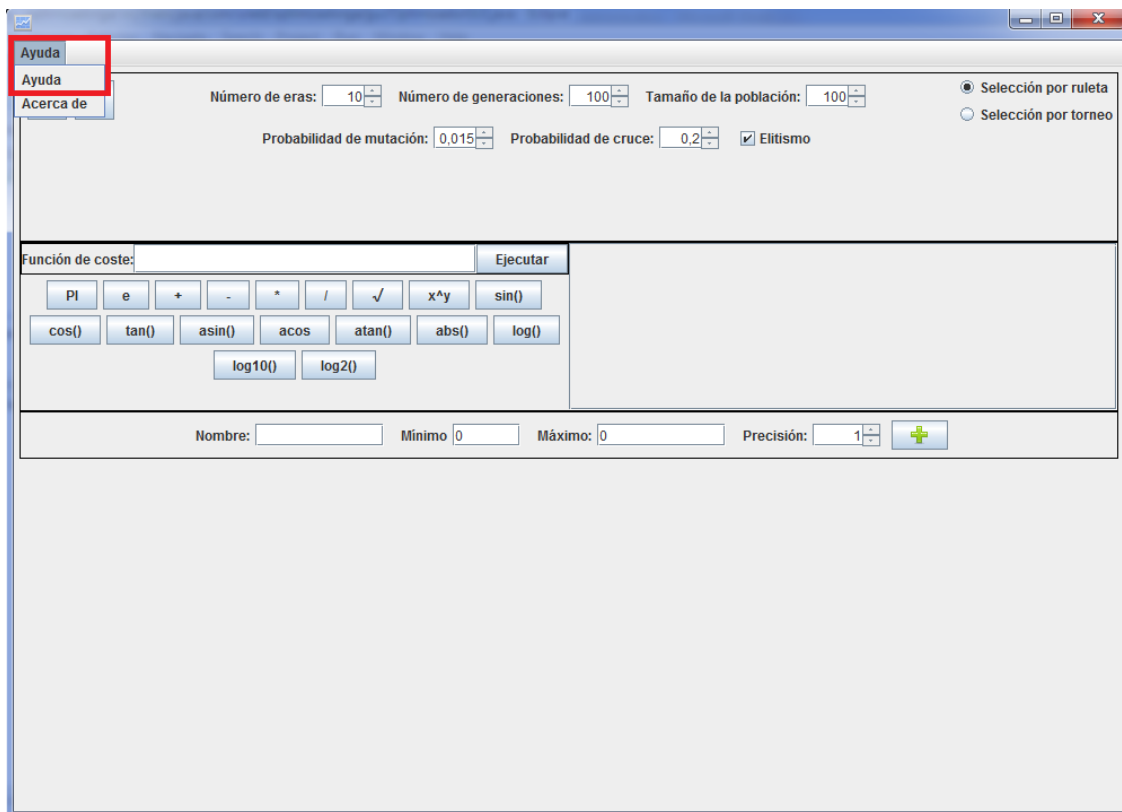 Ayuda
Ayuda
Acerca de
Número de eras: 10 Número de generaciones: 100 Tamaño de la población: 100
Selección por ruleta
Selección por torneo
Probabilidad de mutación: 0,015 Probabilidad de cruce: 0,2 Elitismo
Función de coste: Ejecutar
PI e + - * / √ x^y sin()
cos() tan() asin() acos atan() abs() log()
log10() log2()
Nombre: Mínimo 0 Máximo: 0 Precisión: 1